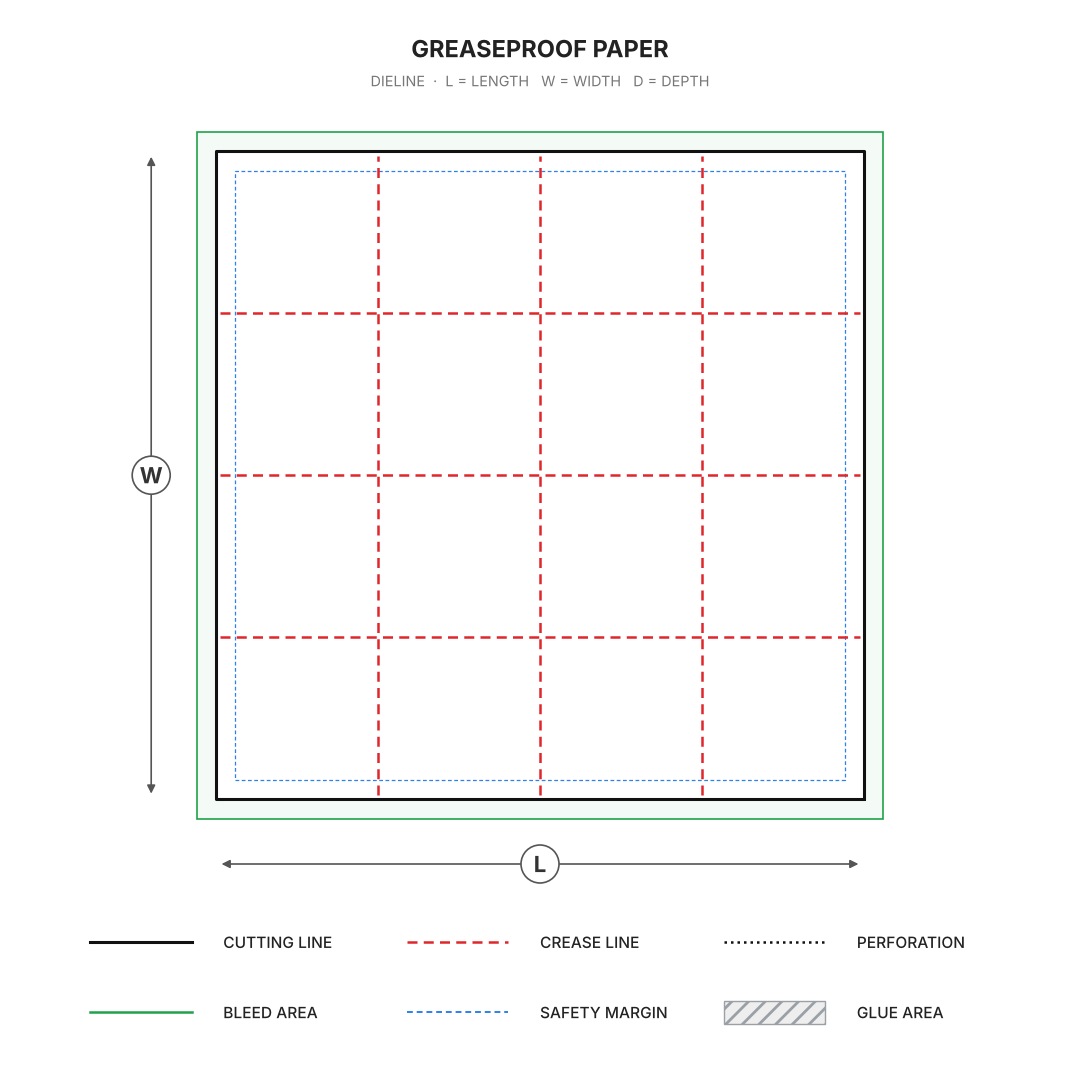 GREASEPROOF PAPER
DIELINE · L = LENGTH W = WIDTH D = DEPTH
W
L
CUTTING LINE
CREASE LINE
PERFORATION
BLEED AREA
SAFETY MARGIN
GLUE AREA